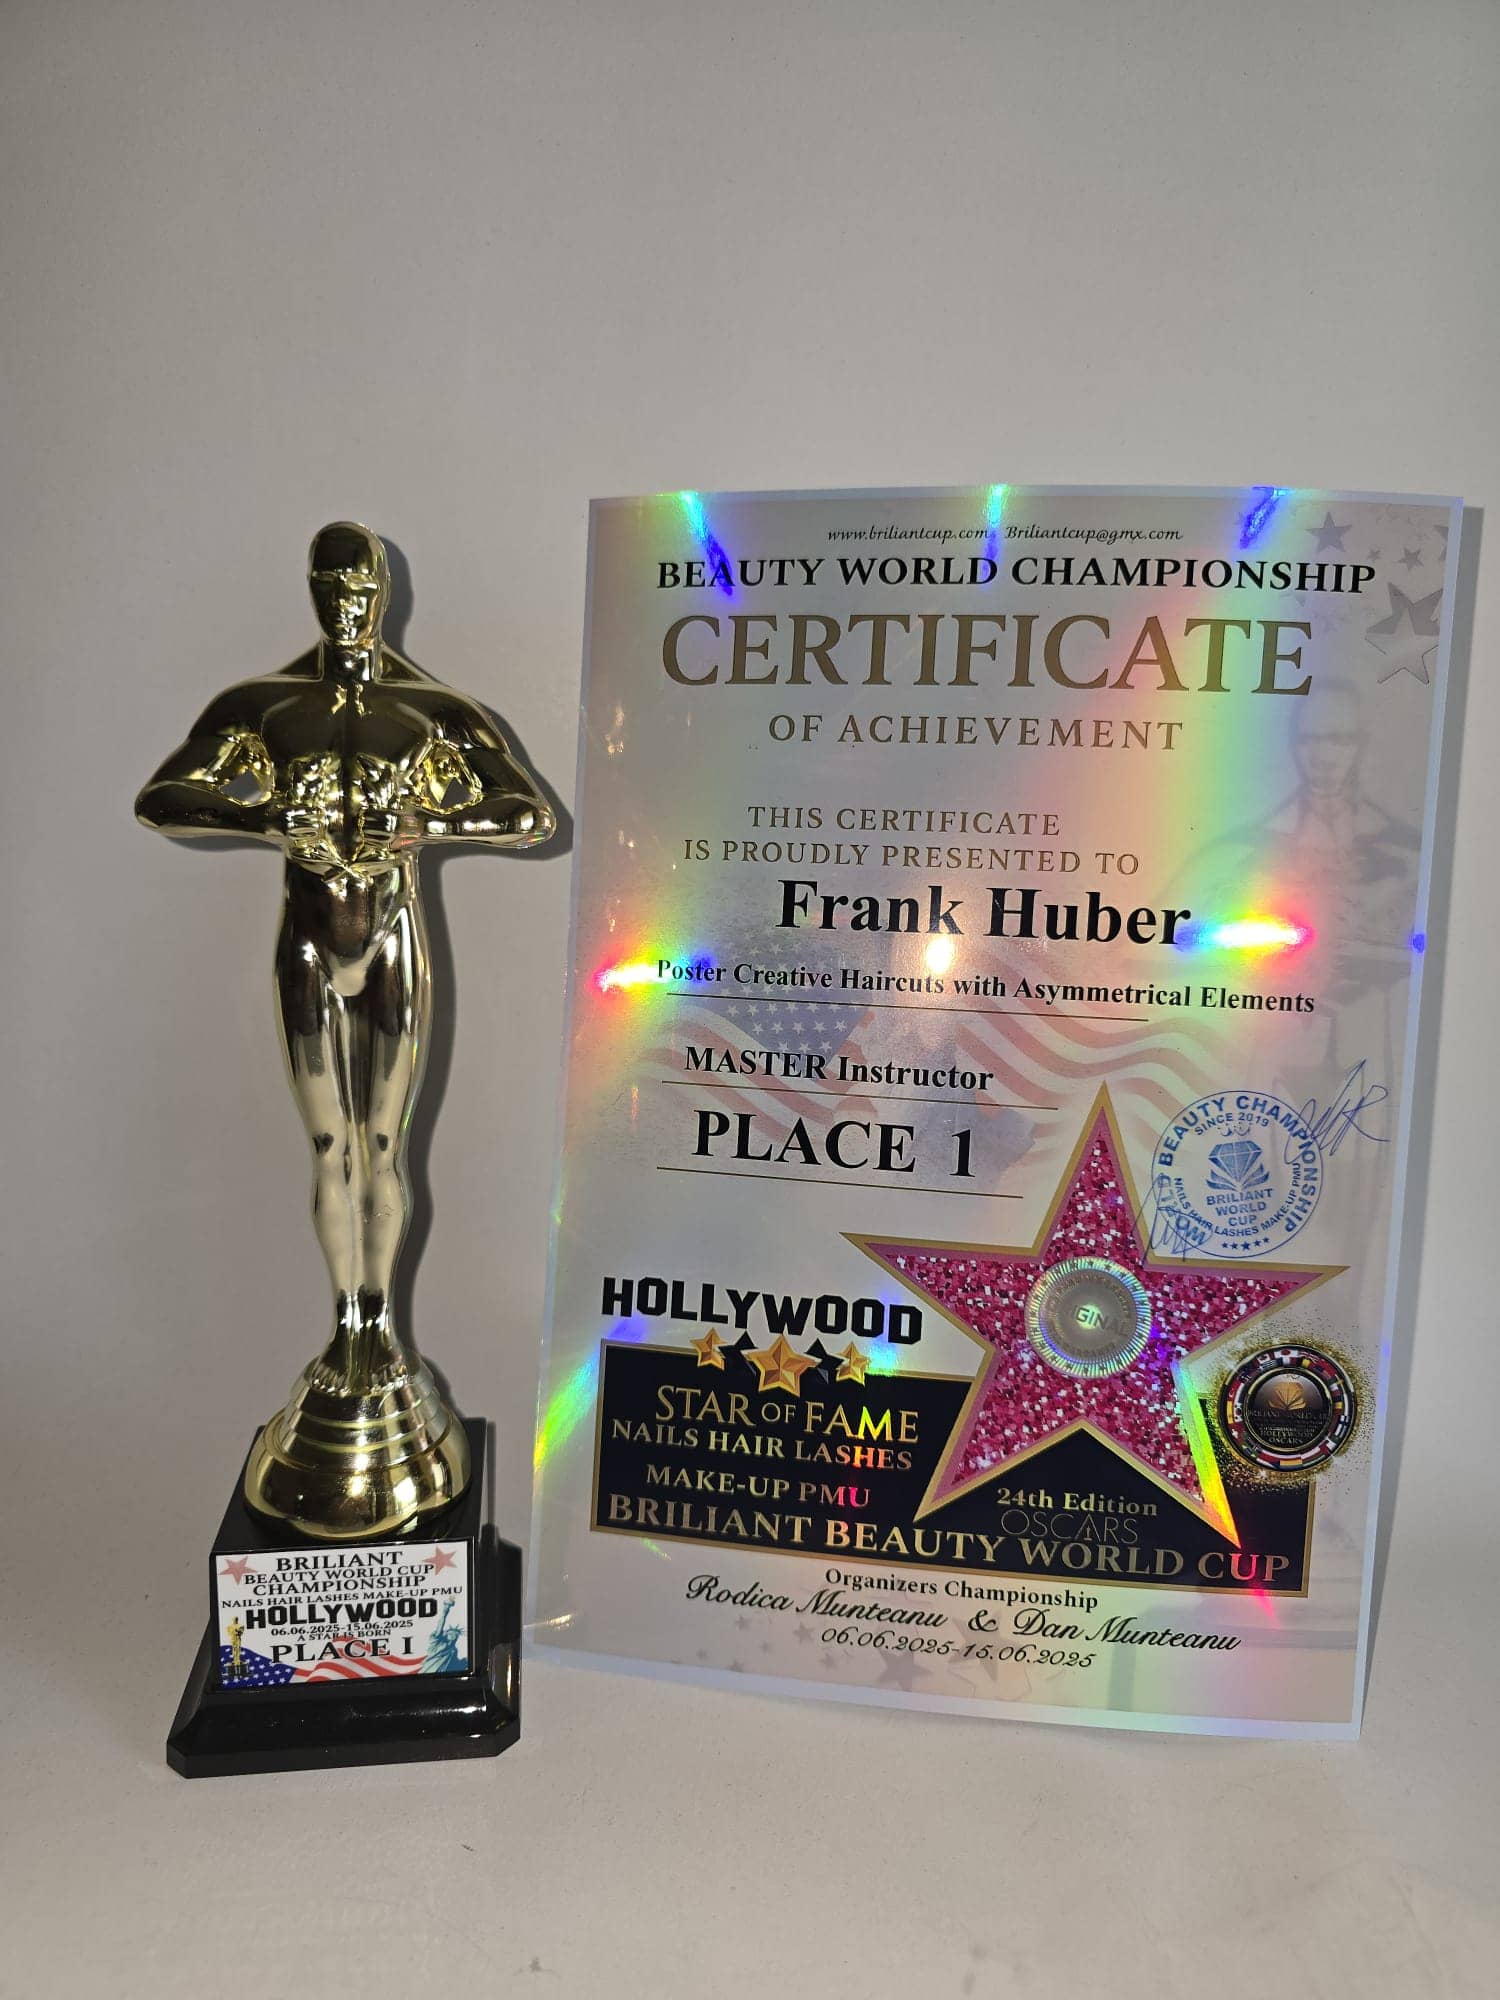 www.briliantcup.com Briliantcup@gmx.com
BEAUTY WORLD CHAMPIONSHIP
CERTIFICATE
OF ACHIEVEMENT
THIS CERTIFICATE
IS PROUDLY PRESENTED TO
Frank Huber
Poster Creative Haircuts with Asymmetrical Elements
MASTER Instructor
PLACE 1
BEAUTY CHAMPIONSHIP
SINCE 2019
BRILIANT
WORLD
CUP
NAILS HAIR LASHES MAKE-UP PMU
HOLLYWOOD
STAR OF FAME
NAILS HAIR LASHES
MAKE-UP PMU
BRILIANT BEAUTY WORLD CUP
24th Edition
OSCARS
HOLLYWOOD
OSCARS
Organizers Championship
Rodica Munteanu & Dan Munteanu
06.06.2025-15.06.2025
BRILIANT
BEAUTY WORLD CUP
CHAMPIONSHIP
NAILS HAIR LASHES MAKE-UP PMU
HOLLYWOOD
06.06.2025-15.06.2025
A STAR IS BORN
PLACE I